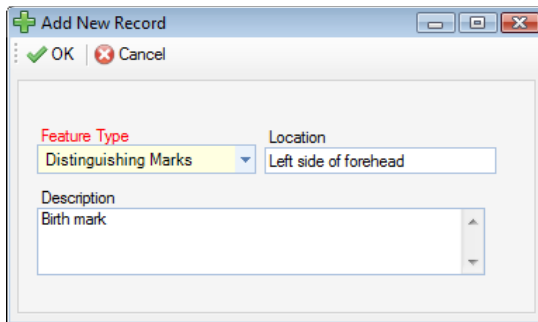 Add New Record
OK Cancel
Feature Type Location
Distinguishing Marks Left side of forehead
Description
Birth mark